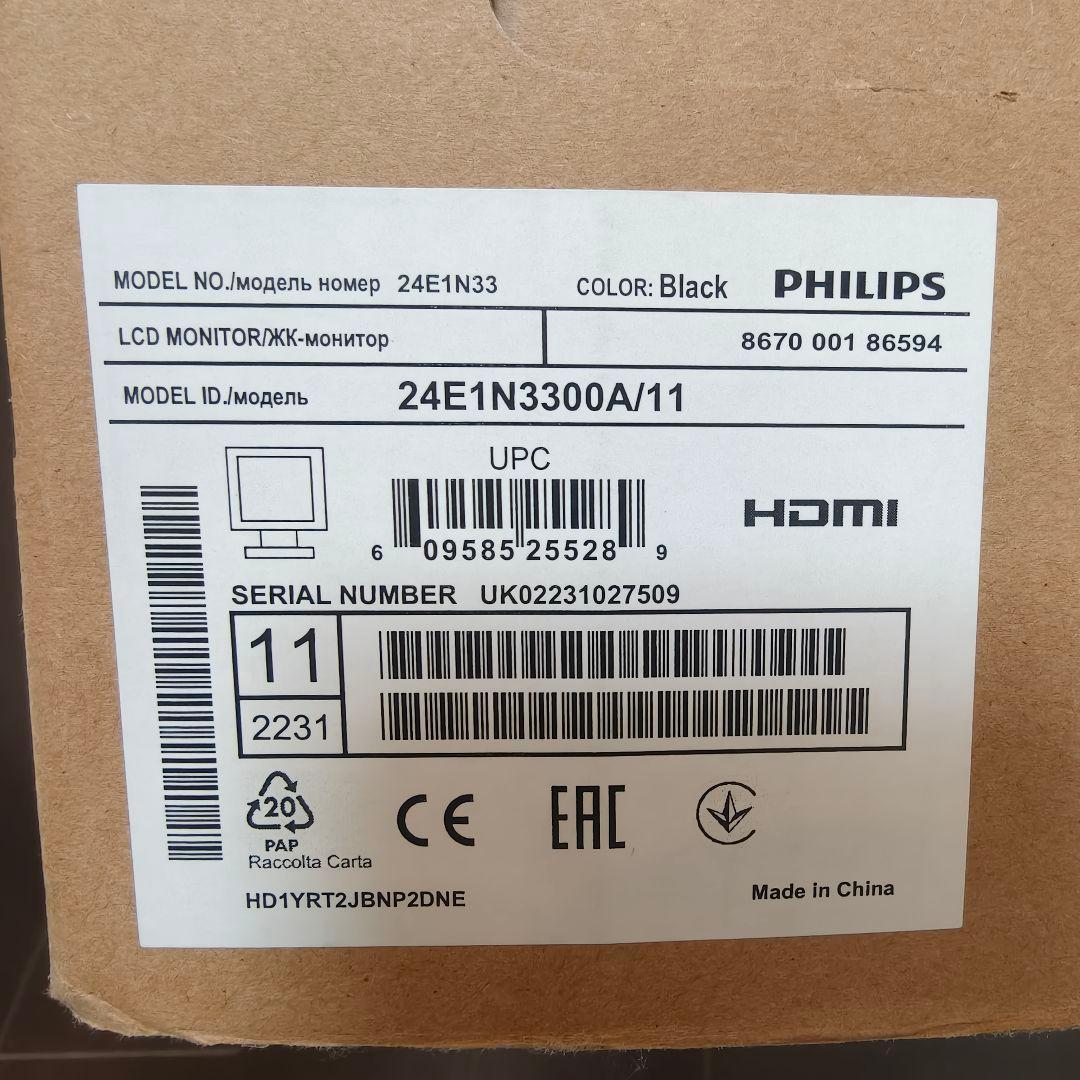 MODEL NO./модель номер 24E1N33 COLOR: Black PHILIPS
LCD MONITOR/ЖК-монитор 8670 001 86594
MODEL ID./модель 24E1N3300A/11
UPC
6 09585 25528 9
HDMI
SERIAL NUMBER UK02231027509
11
2231
20
PAP
Raccolta Carta
CE
EAC
HD1YRT2JBNP2DNE
Made in China